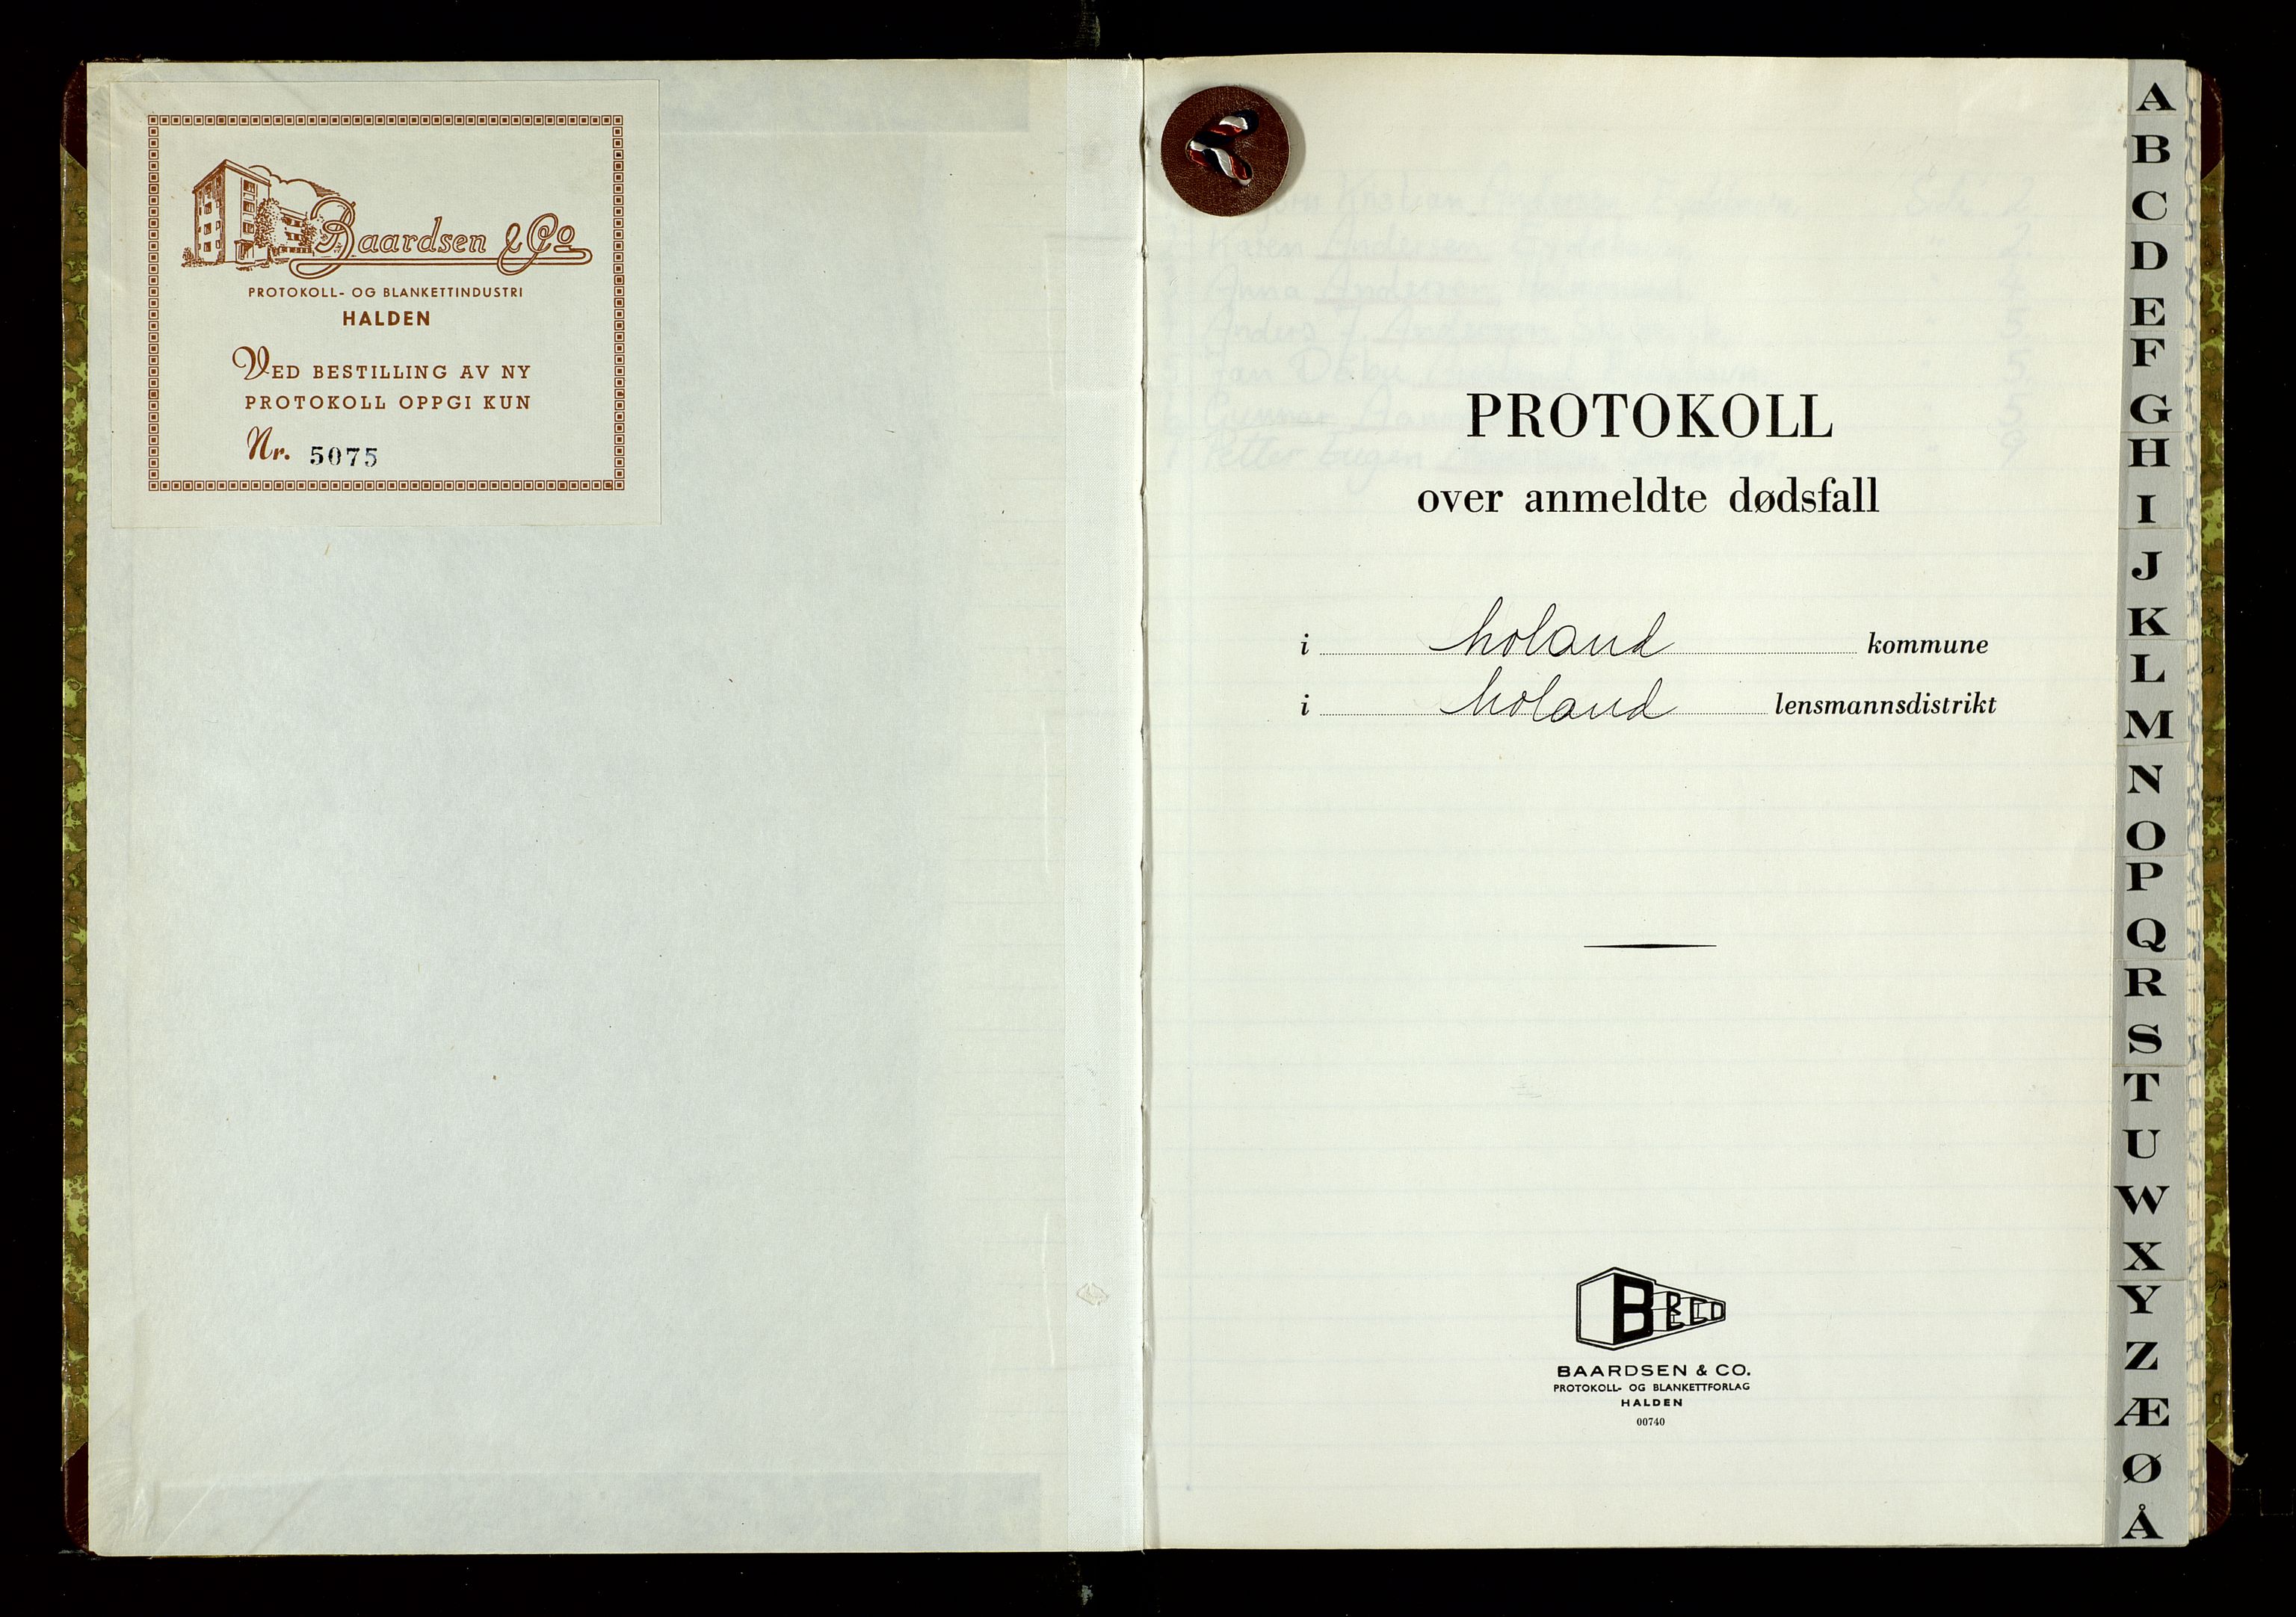 Baardsen & Co
PROTOKOLL- OG BLANKETTINDUSTRI
HALDEN
VED BESTILLING AV NY
PROTOKOLL OPPGI KUN
Nr. 5075
PROTOKOLL
over anmeldte dødsfall
i Moland kommune
i Moland lensmannsdistrikt
BBCO
BAARDSEN & CO.
PROTOKOLL- OG BLANKETTFORLAG
HALDEN
00740
A
B
C
D
E
F
G
H
I
J
K
L
M
N
O
P
Q
R
S
T
U
W
X
Y
Z
Æ
Ø
Å